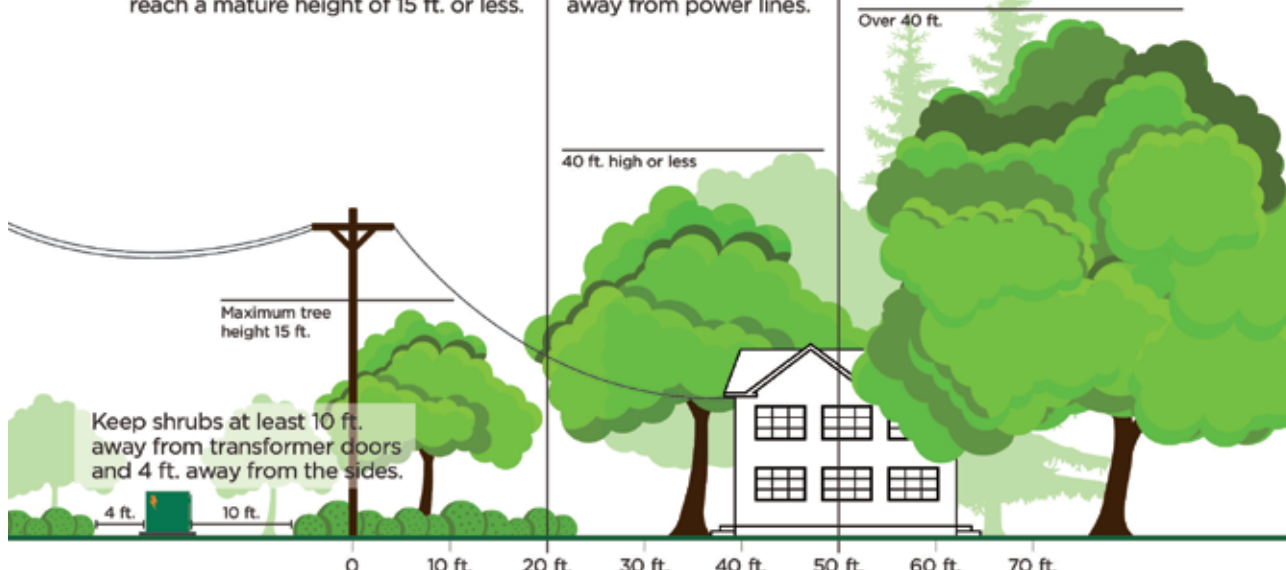 reach a mature height of 15 ft. or less.
away from power lines.
Over 40 ft.
40 ft. high or less
Maximum tree
height 15 ft.
Keep shrubs at least 10 ft.
away from transformer doors
and 4 ft. away from the sides.
4 ft.
10 ft.
0
10 ft.
20 ft.
30 ft.
40 ft.
50 ft.
60 ft.
70 ft.